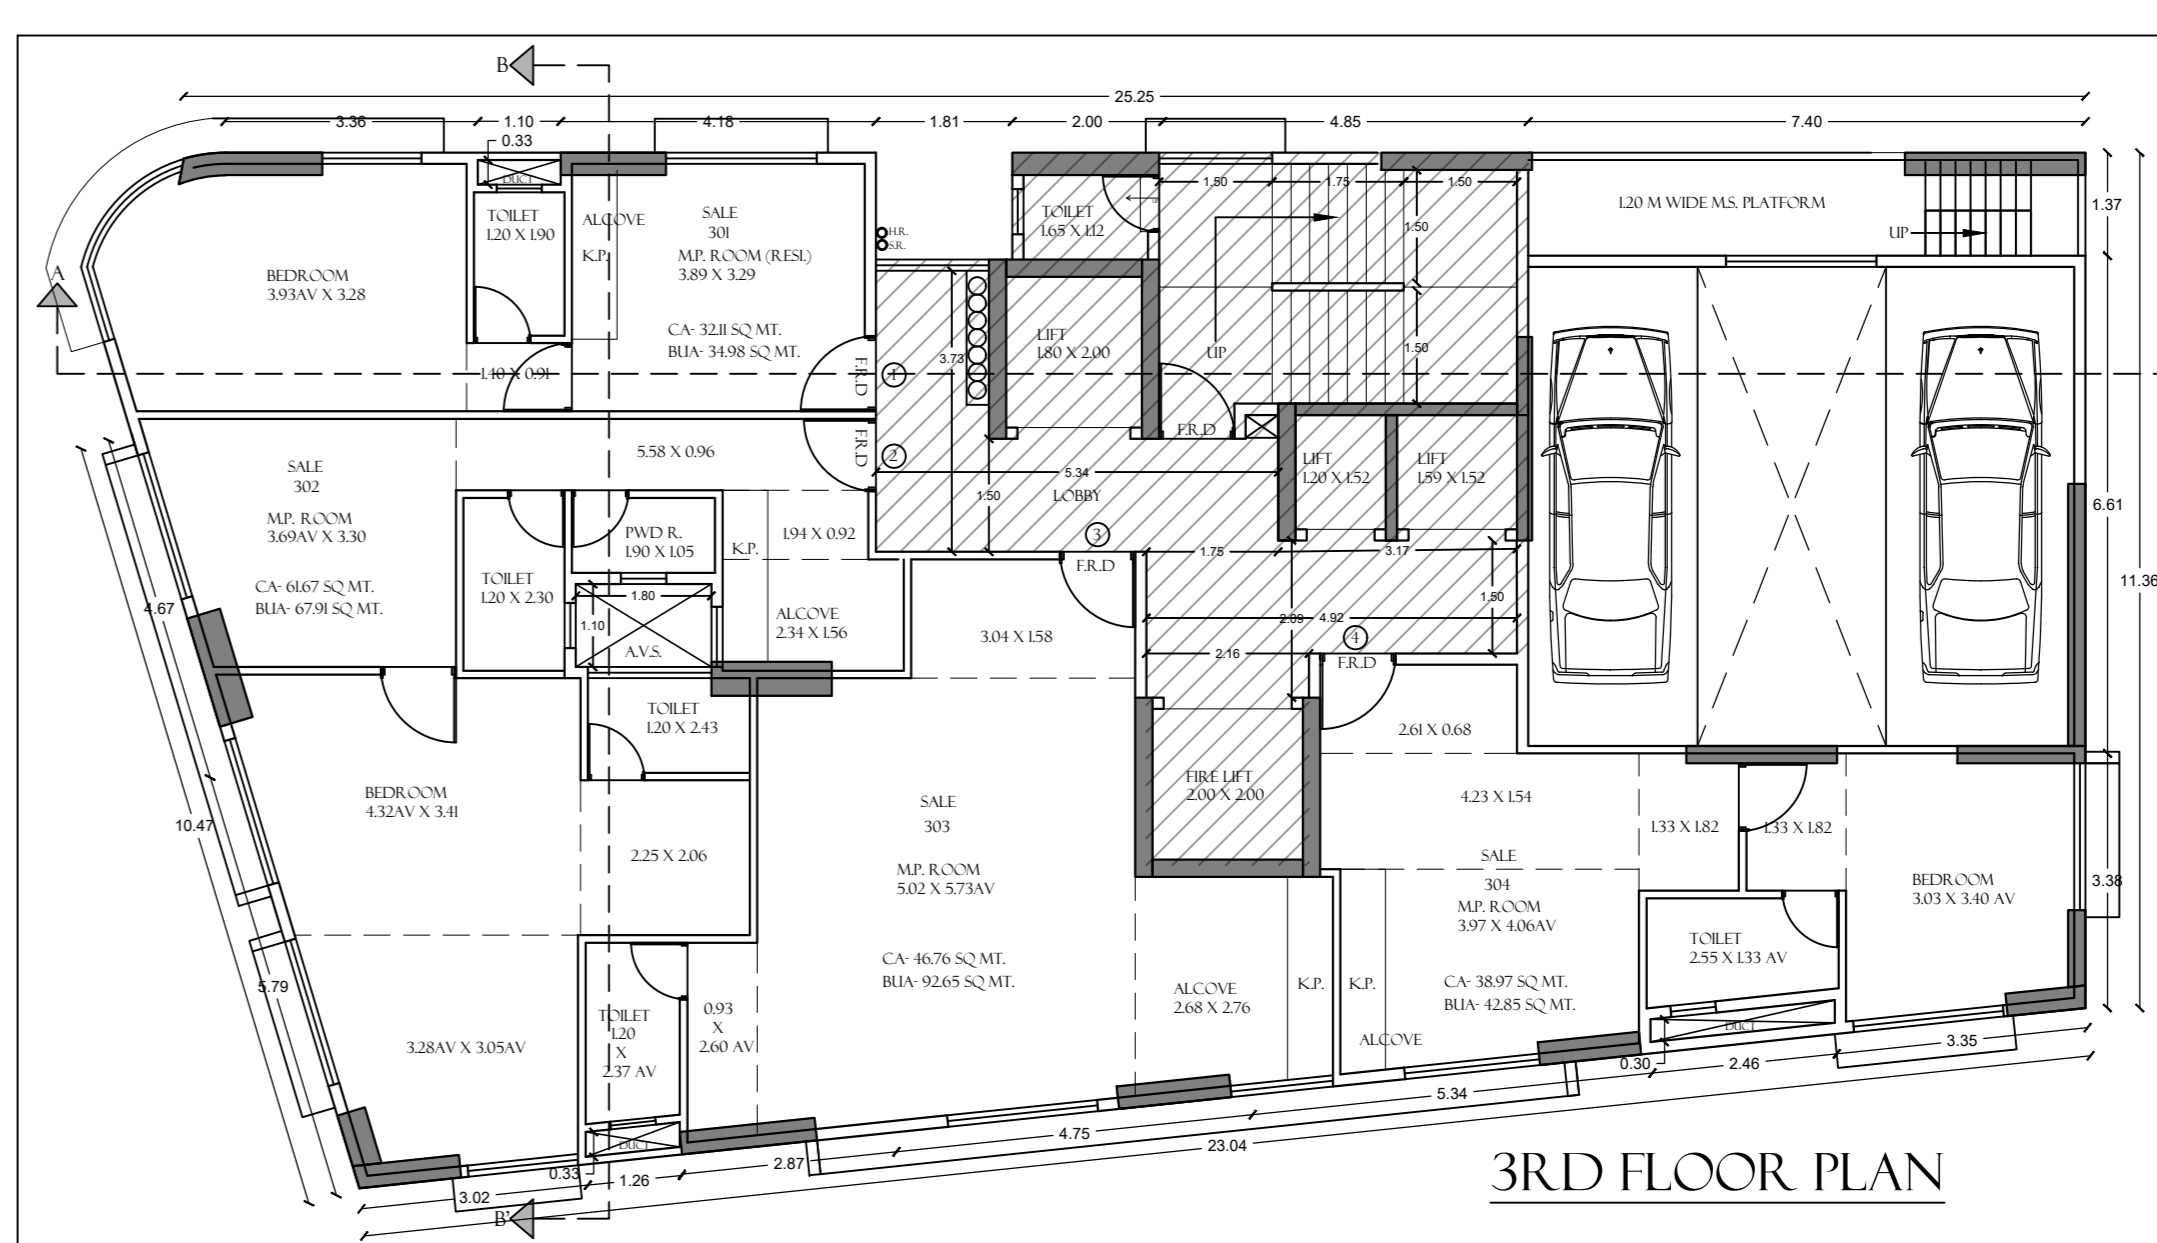 B
25.25
3.36
1.10
4.18
1.81
2.00
4.85
7.40
0.33
DUCT
TOILET
1.20 X 1.90
ALCOVE
K.P.
SALE
301
M.P. ROOM (RESI.)
3.89 X 3.29
CA- 32.11 SQ MT.
BUA- 34.98 SQ MT.
BEDROOM
3.93AV X 3.28
A
1.40 X 0.91
F.R.D
1
H.R.
S.R.
3.73
TOILET
1.65 X 1.12
UP
LIFT
1.80 X 2.00
1.50
1.75
1.50
1.50
1.50
UP
F.R.D
1.20 M WIDE M.S. PLATFORM
UP
1.37
6.61
11.36
3.38
SALE
302
M.P. ROOM
3.69AV X 3.30
CA- 61.67 SQ MT.
BUA- 67.91 SQ MT.
5.58 X 0.96
F.R.D
2
PWD R.
1.90 X 1.05
K.P.
1.94 X 0.92
TOILET
1.20 X 2.30
1.80
1.10
A.V.S.
ALCOVE
2.34 X 1.56
5.34
1.50
LOBBY
3
F.R.D
LIFT
1.20 X 1.52
LIFT
1.59 X 1.52
1.75
3.17
1.50
2.09
4.92
2.16
4
F.R.D
4.67
10.47
5.79
BEDROOM
4.32AV X 3.41
TOILET
1.20 X 2.43
2.25 X 2.06
3.28AV X 3.05AV
TOILET
1.20
X
2.37 AV
DUCT
0.93
X
2.60 AV
3.04 X 1.58
SALE
303
M.P. ROOM
5.02 X 5.73AV
CA- 46.76 SQ MT.
BUA- 92.65 SQ MT.
ALCOVE
2.68 X 2.76
K.P.
FIRE LIFT
2.00 X 2.00
2.61 X 0.68
4.23 X 1.54
1.33 X 1.82
1.33 X 1.82
SALE
304
M.P. ROOM
3.97 X 4.06AV
CA- 38.97 SQ MT.
BUA- 42.85 SQ MT.
K.P.
ALCOVE
BEDROOM
3.03 X 3.40 AV
TOILET
2.55 X 1.33 AV
DUCT
0.30
2.46
3.35
5.34
4.75
23.04
2.87
1.26
0.33
3.02
B'
3RD FLOOR PLAN